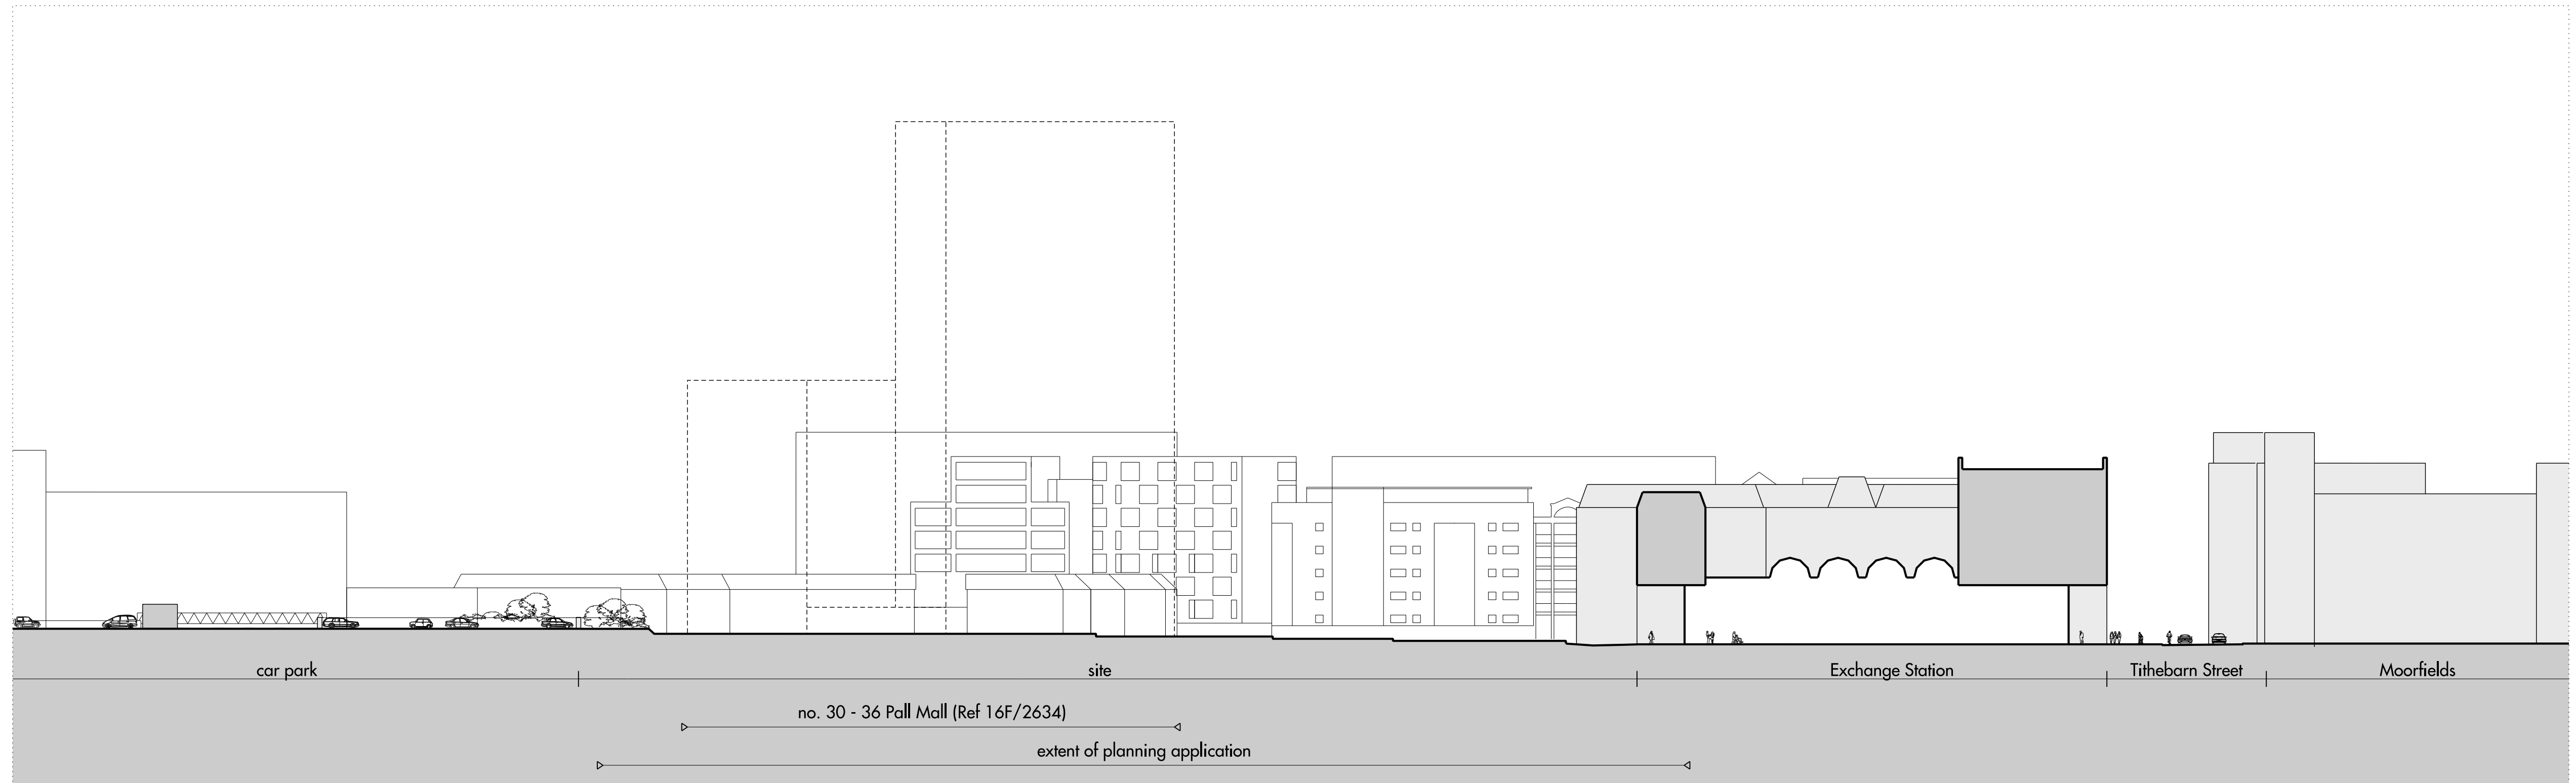 car park
site
Exchange Station
Tithebarn Street
Moorfields
no. 30 - 36 Pall Mall (Ref 16F/2634)
extent of planning application